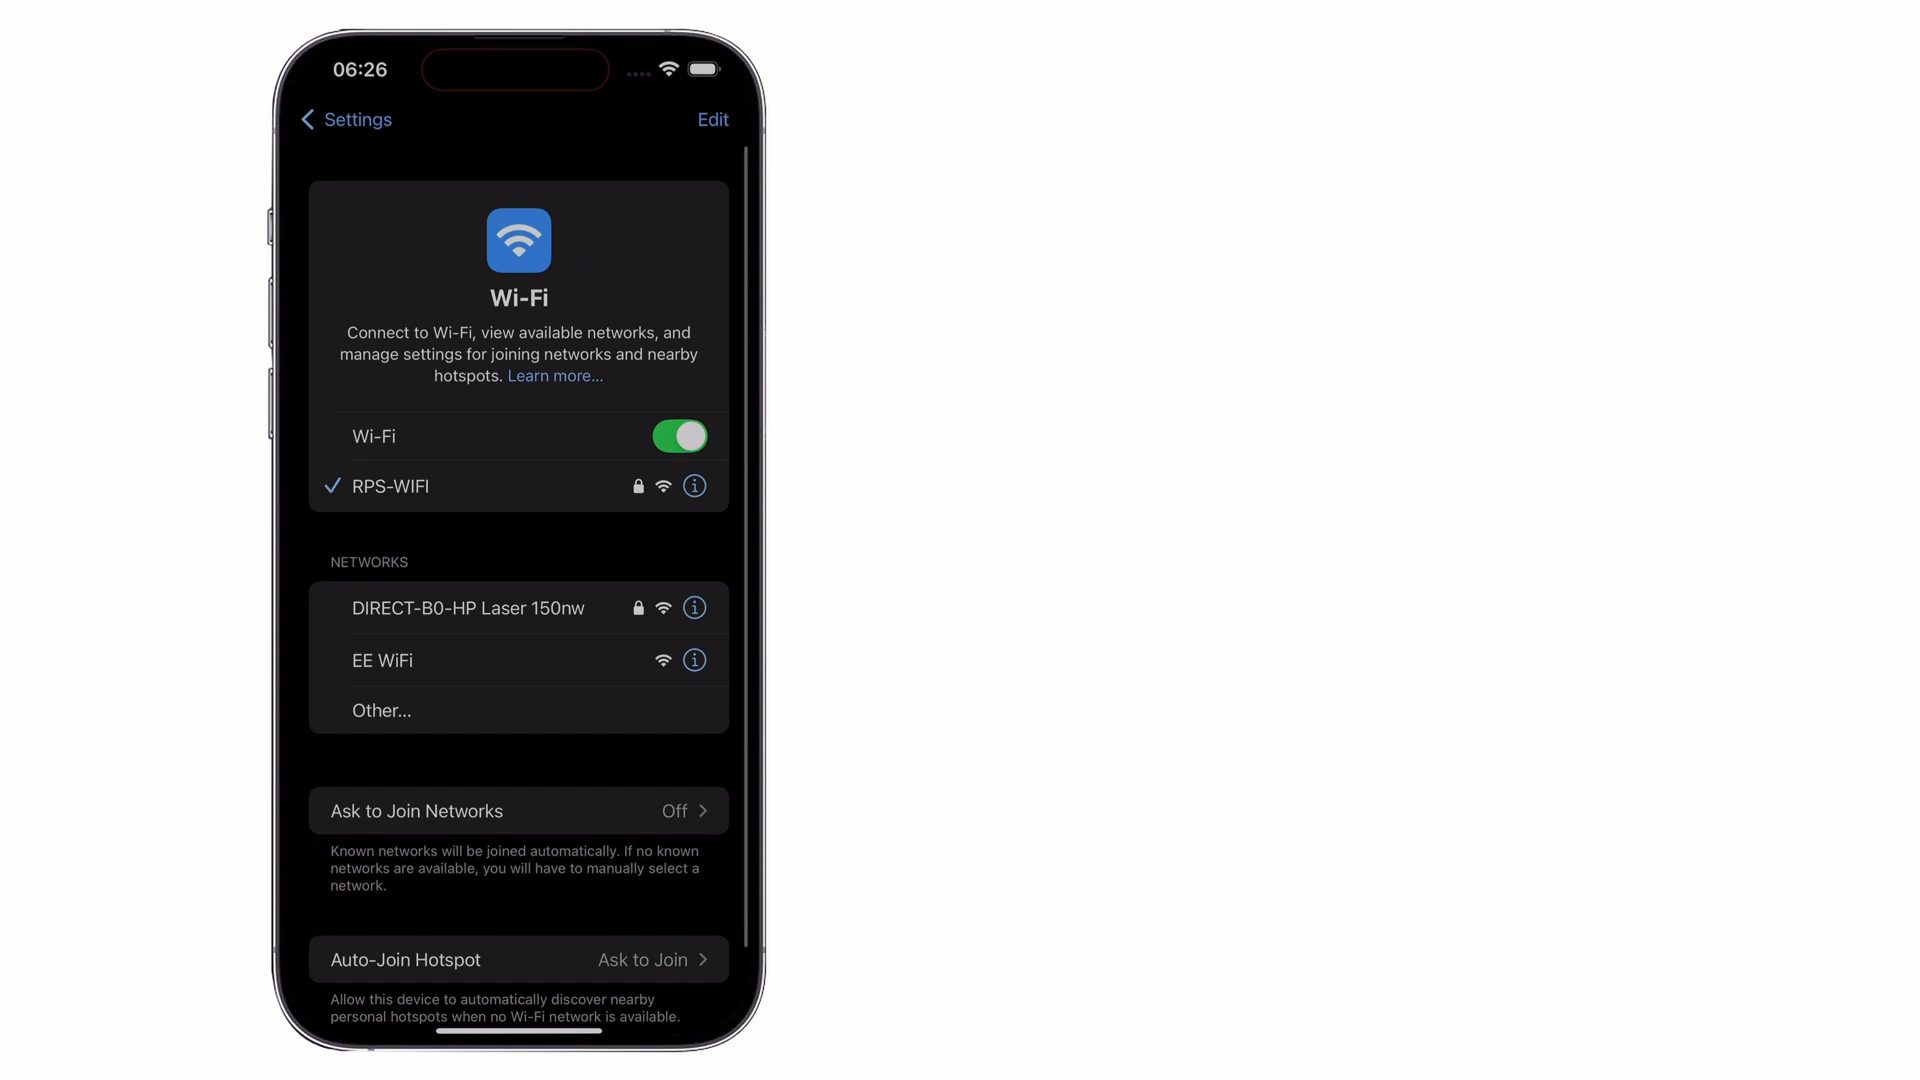 06:26
Settings
Edit
Wi-Fi
Connect to Wi-Fi, view available networks, and
manage settings for joining networks and nearby
hotspots. Learn more...
Wi-Fi
RPS-WIFI
NETWORKS
DIRECT-B0-HP Laser 150nw
EE WiFi
Other...
Ask to Join Networks Off
Known networks will be joined automatically. If no known
networks are available, you will have to manually select a
network.
Auto-Join Hotspot Ask to Join
Allow this device to automatically discover nearby
personal hotspots when no Wi-Fi network is available.